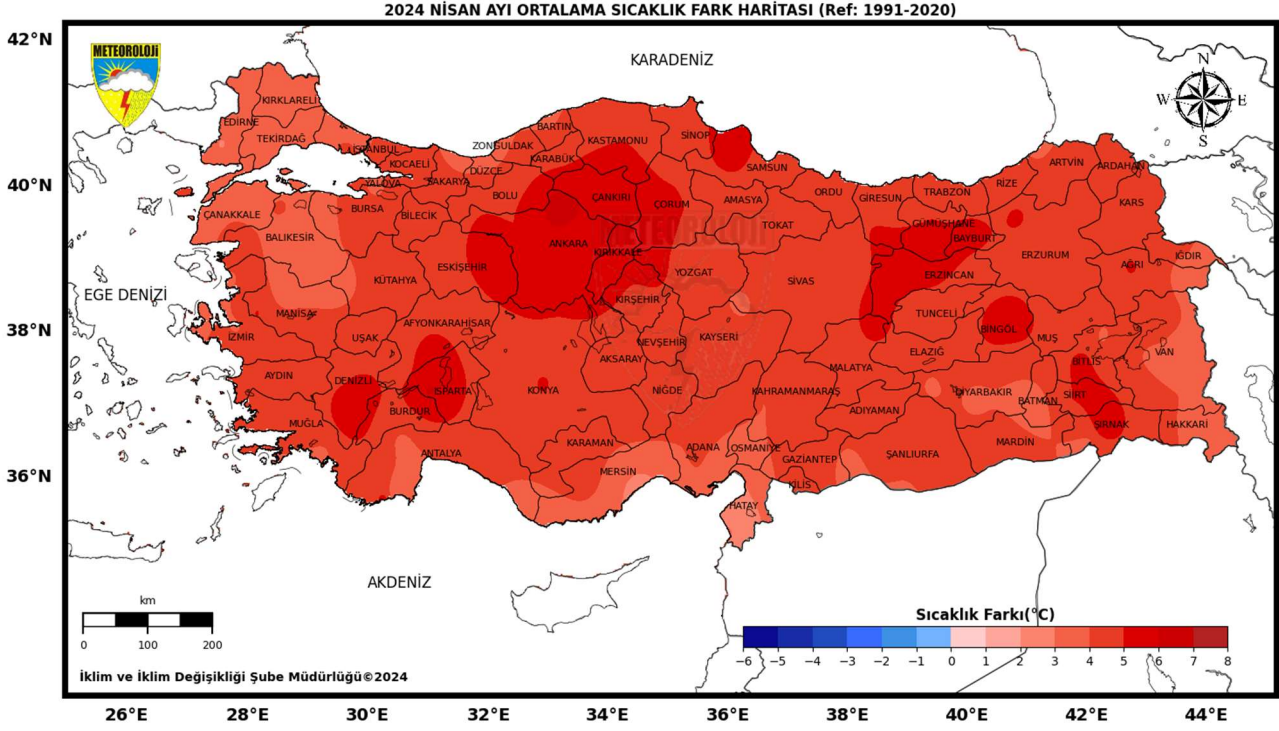 2024 NİSAN AYI ORTALAMA SICAKLIK FARK HARİTASI (Ref: 1991-2020)
42°N
KARADENİZ
METEOROLOJİ
N
W E
S
KIRKLARELİ
EDİRNE
TEKİRDAĞ
İSTANBUL
KOCAELİ
YALOVA
SAKARYA
DÜZCE
ZONGULDAK
BARTIN
KARABÜK
KASTAMONU
SİNOP
SAMSUN
ARTVİN
ARDAHAN
40°N
BOLU
ÇANKIRI
ÇORUM
AMASYA
ORDU
GİRESUN
TRABZON
RİZE
KARS
ÇANAKKALE
BURSA
BİLECİK
TOKAT
GÜMÜŞHANE
BAYBURT
METEOROLOJİ
BALIKESİR
ANKARA
KIRIKKALE
ERZURUM
AĞRI
IĞDIR
ESKİŞEHİR
KÜTAHYA
YOZGAT
SİVAS
ERZİNCAN
EGE DENİZİ
MANİSA
KIRŞEHİR
TUNCELİ
38°N
İZMİR
UŞAK
AFYONKARAHİSAR
NEVŞEHİR
KAYSERİ
BİNGÖL
MUŞ
AKSARAY
ELAZIĞ
VAN
BİTLİS
MALATYA
AYDIN
DENİZLİ
ISPARTA
KONYA
NİĞDE
KAHRAMANMARAŞ
DİYARBAKIR
BATMAN
SİİRT
BURDUR
ADIYAMAN
MUĞLA
ŞIRNAK
HAKKARİ
KARAMAN
MARDİN
ANTALYA
ADANA
OSMANİYE
GAZİANTEP
ŞANLIURFA
36°N
MERSİN
KİLİS
HATAY
AKDENİZ
km
0 100 200
Sıcaklık Farkı(°C)
−6 −5 −4 −3 −2 −1 0 1 2 3 4 5 6 7 8
İklim ve İklim Değişikliği Şube Müdürlüğü©2024
26°E 28°E 30°E 32°E 34°E 36°E 38°E 40°E 42°E 44°E